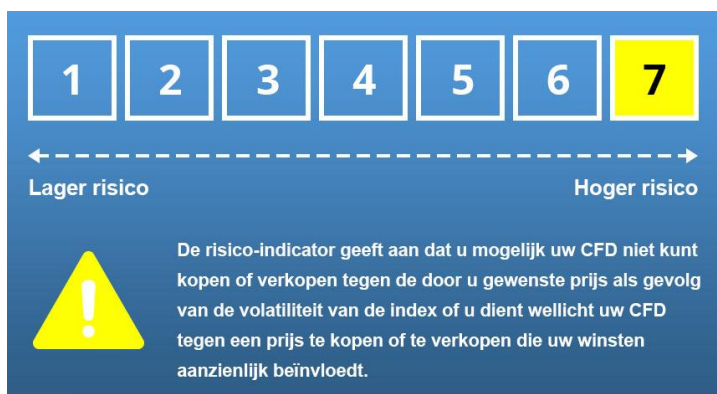 1 2 3 4 5 6 7
Lager risico Hoger risico
De risico-indicator geeft aan dat u mogelijk uw CFD niet kunt
kopen of verkopen tegen de door u gewenste prijs als gevolg
van de volatiliteit van de index of u dient wellicht uw CFD
tegen een prijs te kopen of te verkopen die uw winsten
aanzienlijk beïnvloedt.